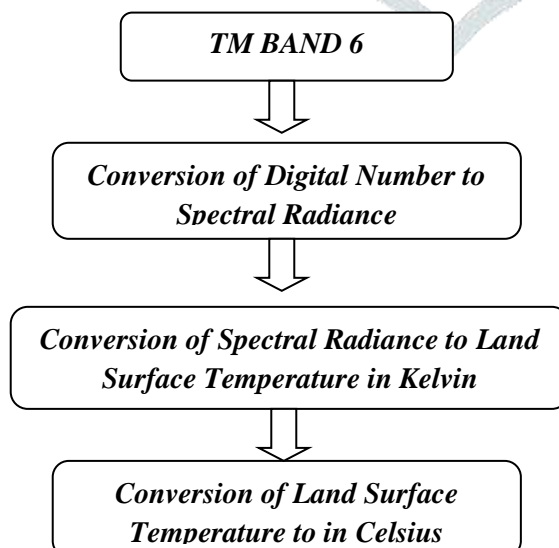 TM BAND 6
Conversion of Digital Number to
Spectral Radiance
Conversion of Spectral Radiance to Land
Surface Temperature in Kelvin
Conversion of Land Surface
Temperature to in Celsius